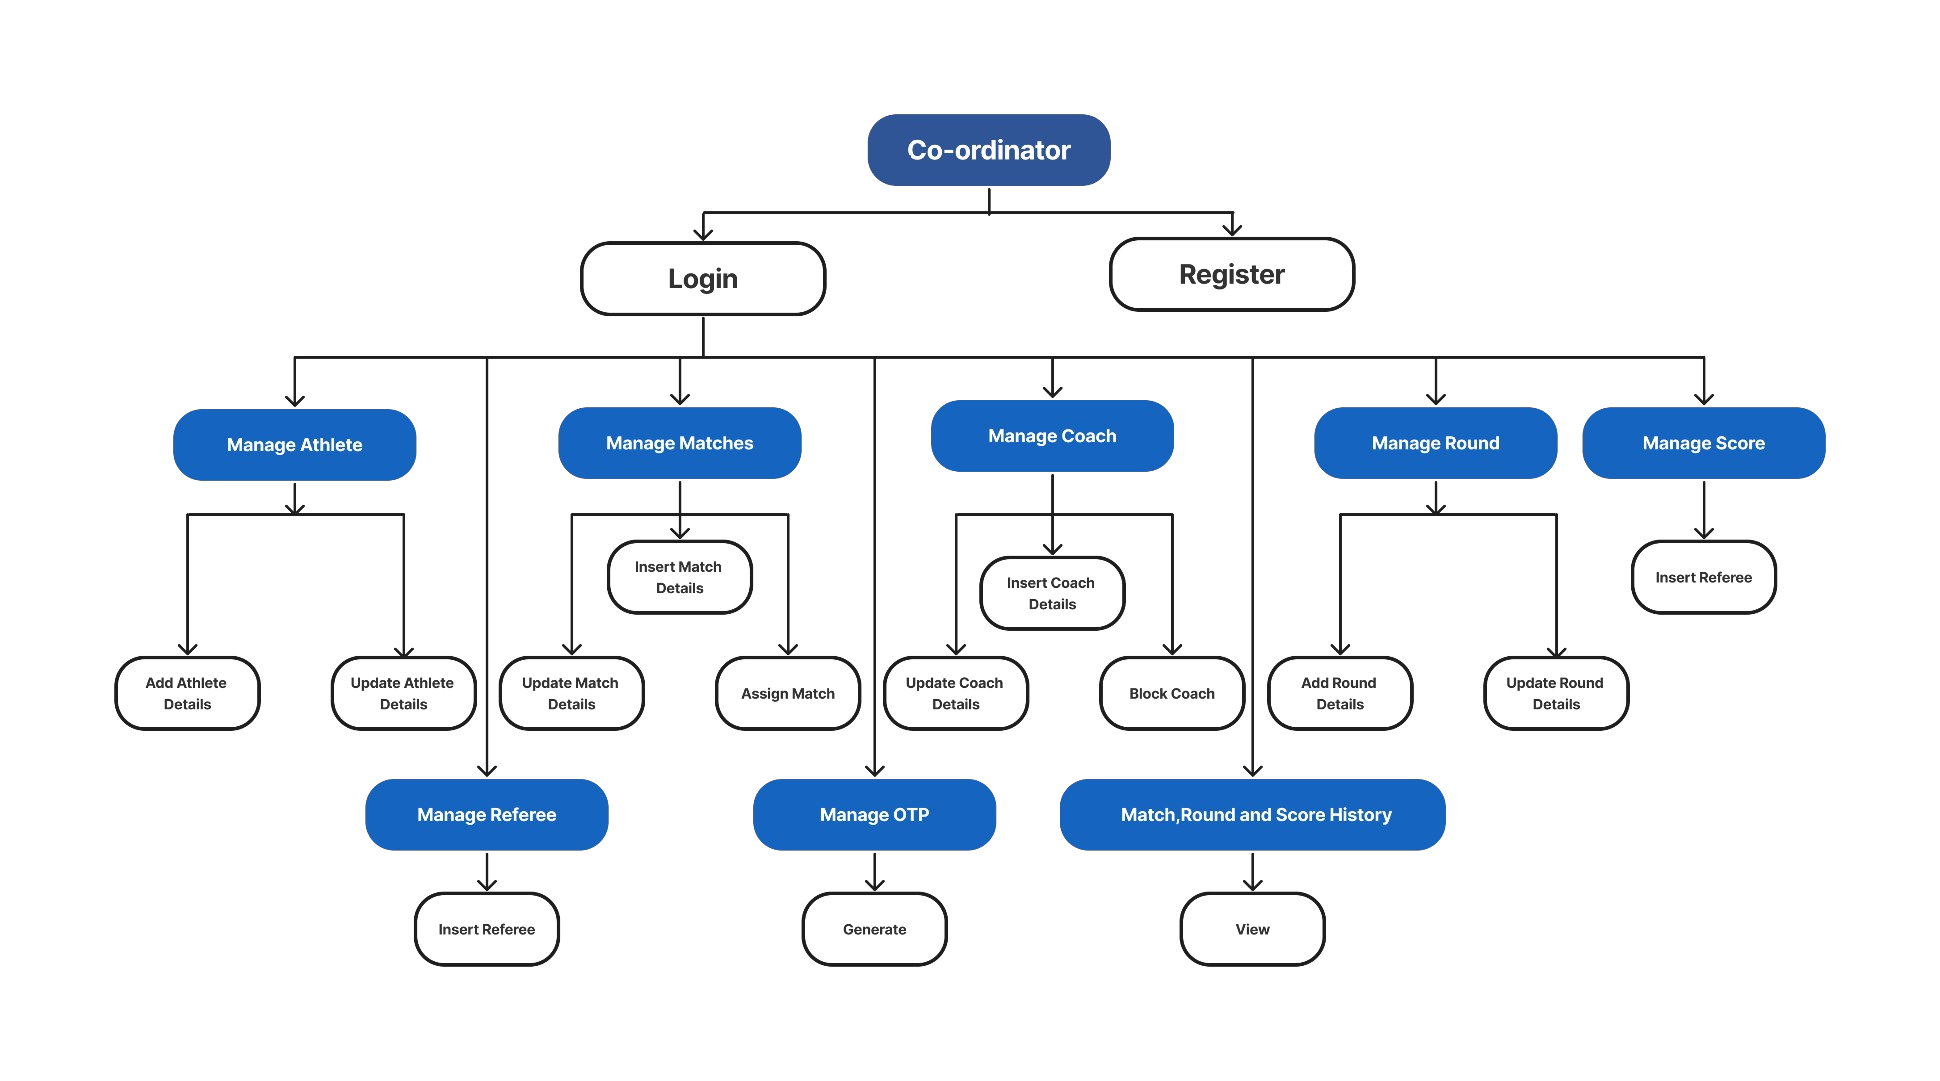 Co-ordinator
Login
Register
Manage Athlete
Manage Matches
Manage Coach
Manage Round
Manage Score
Insert Match
Details
Insert Coach
Details
Insert Referee
Add Athlete
Details
Update Athlete
Details
Update Match
Details
Assign Match
Update Coach
Details
Block Coach
Add Round
Details
Update Round
Details
Manage Referee
Manage OTP
Match,Round and Score History
Insert Referee
Generate
View